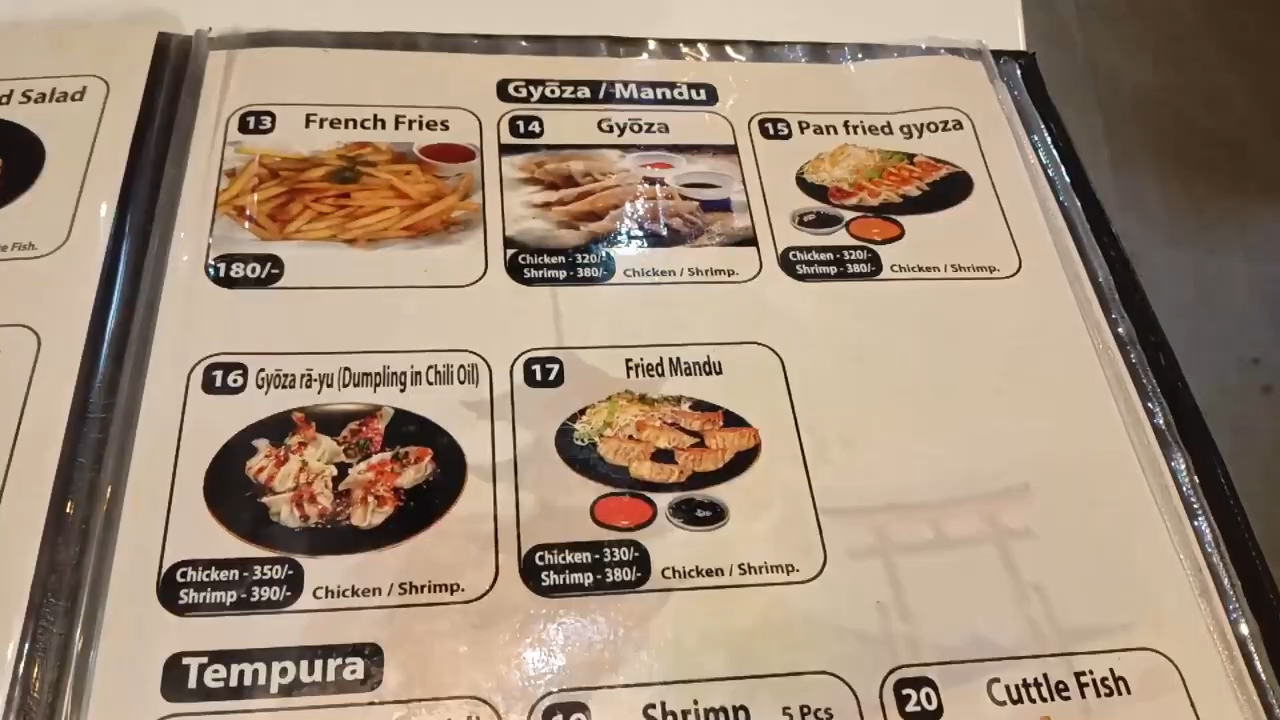 d Salad
e Fish.
Gyōza / Mandu
13 French Fries
180/-
14 Gyōza
Chicken - 320/-
Shrimp - 380/-
Chicken / Shrimp.
15 Pan fried gyoza
Chicken - 320/-
Shrimp - 380/-
Chicken / Shrimp.
16 Gyōza rā-yu (Dumpling in Chili Oil)
Chicken - 350/-
Shrimp - 390/-
Chicken / Shrimp.
17 Fried Mandu
Chicken - 330/-
Shrimp - 380/-
Chicken / Shrimp.
Tempura
Shrimp 5 Pcs
20 Cuttle Fish